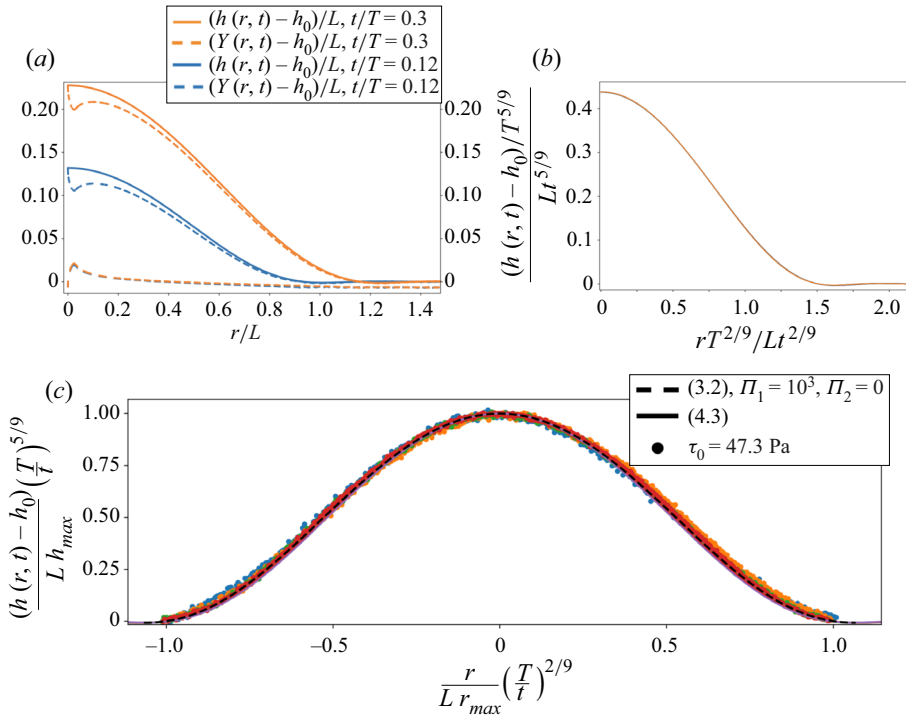 (h (r, t) − h0)/L, t/T = 0.3
(Y (r, t) − h0)/L, t/T = 0.3
(h (r, t) − h0)/L, t/T = 0.12
(Y (r, t) − h0)/L, t/T = 0.12
(a)
0.20
0.15
0.10
0.05
0
0.20
0.15
0.10
0.05
0
0
0.2
0.4
0.6
0.8
1.0
1.2
1.4
r/L
(b)
(h (r, t) − h0)/T^5/9
Lt^5/9
0.4
0.3
0.2
0.1
0
0
0.5
1.0
1.5
2.0
rT^2/9/Lt^2/9
(c)
(3.2), Π1 = 10^3, Π2 = 0
(4.3)
τ0 = 47.3 Pa
(h (r, t) − h0) (T/t)^5/9
L hmax
1.00
0.75
0.50
0.25
0
−1.0
−0.5
0
0.5
1.0
r/L rmax (T/t)^2/9